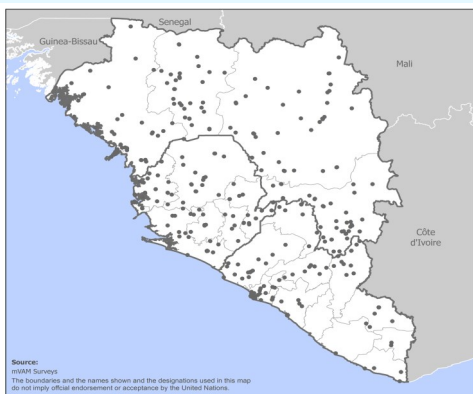 Senegal
Guinea-Bissau
Mali
Côte
d'Ivoire
Source:
mVAM Surveys
The boundaries and the names shown and the designations used in this map
do not imply official endorsement or acceptance by the United Nations.